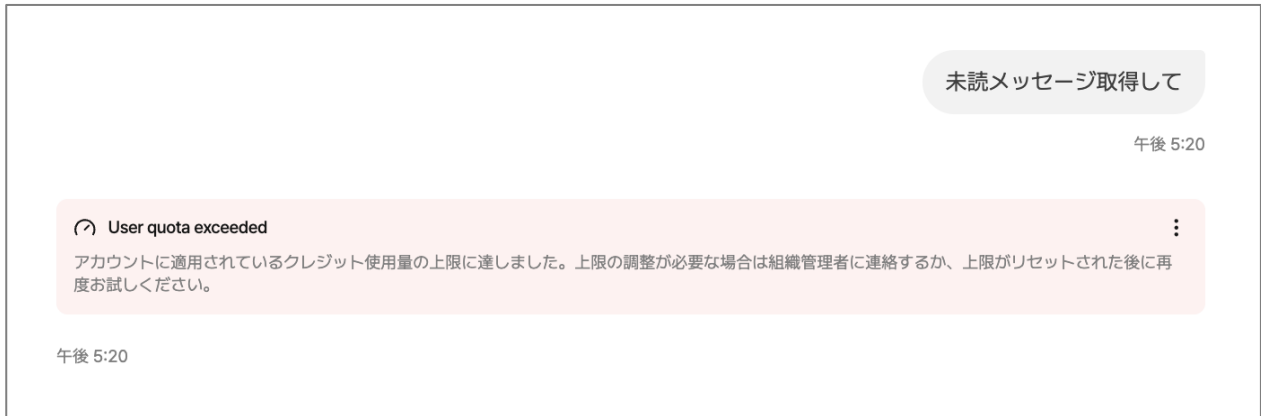 未読メッセージ取得して
午後 5:20
User quota exceeded
アカウントに適用されているクレジット使用量の上限に達しました。上限の調整が必要な場合は組織管理者に連絡するか、上限がリセットされた後に再
度お試しください。
午後 5:20